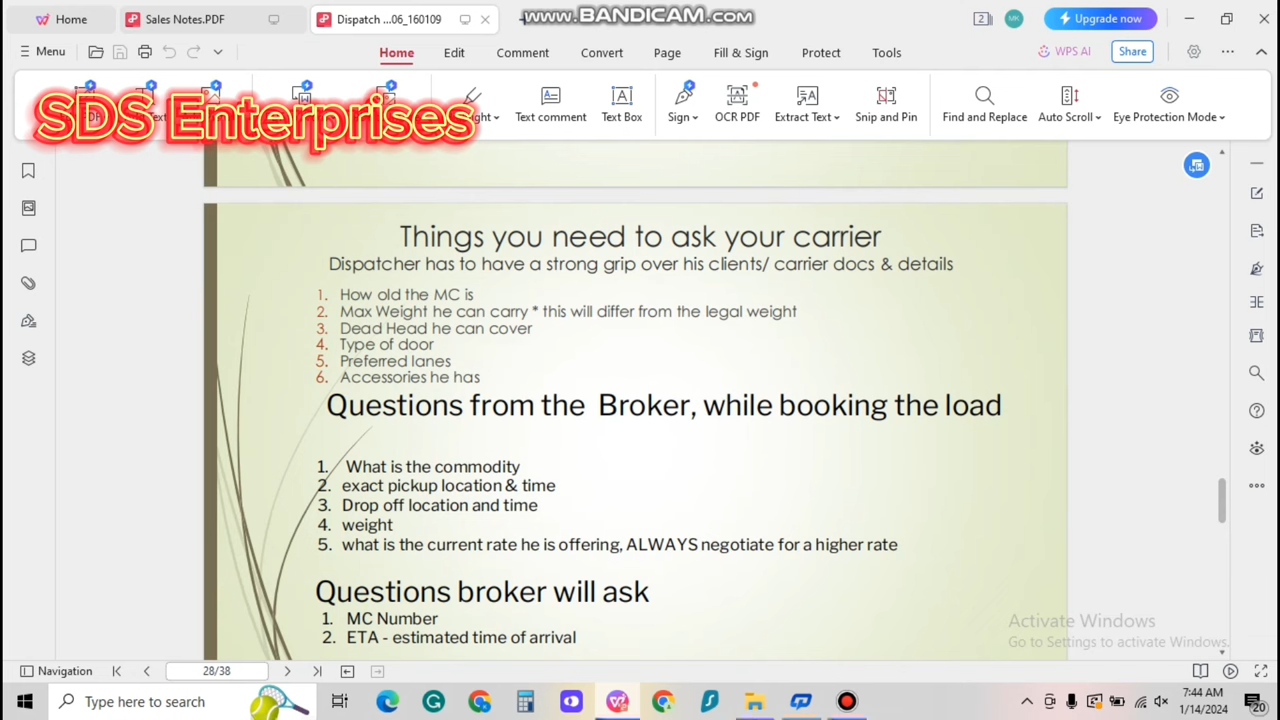 Home
Sales Notes.PDF
Dispatch ...06_160109
www.BANDICAM.com
2
MK
Upgrade now
Menu
Home
Edit
Comment
Convert
Page
Fill & Sign
Protect
Tools
WPS AI
Share
Text comment
Text Box
Sign
OCR PDF
Extract Text
Snip and Pin
Find and Replace
Auto Scroll
Eye Protection Mode
SDS Enterprises
Things you need to ask your carrier
Dispatcher has to have a strong grip over his clients/ carrier docs & details
1. How old the MC is
2. Max Weight he can carry * this will differ from the legal weight
3. Dead Head he can cover
4. Type of door
5. Preferred lanes
6. Accessories he has
Questions from the Broker, while booking the load
1. What is the commodity
2. exact pickup location & time
3. Drop off location and time
4. weight
5. what is the current rate he is offering, ALWAYS negotiate for a higher rate
Questions broker will ask
1. MC Number
2. ETA - estimated time of arrival
Activate Windows
Go to Settings to activate Windows.
Navigation
28/38
Type here to search
7:44 AM
1/14/2024
20